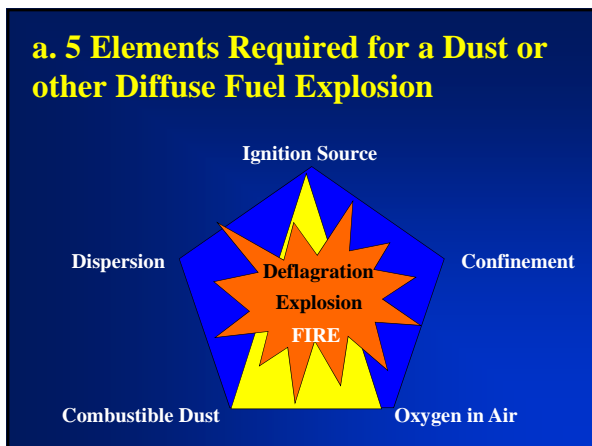 a. 5 Elements Required for a Dust or
other Diffuse Fuel Explosion
Ignition Source
Dispersion
Confinement
Deflagration
Explosion
FIRE
Combustible Dust
Oxygen in Air